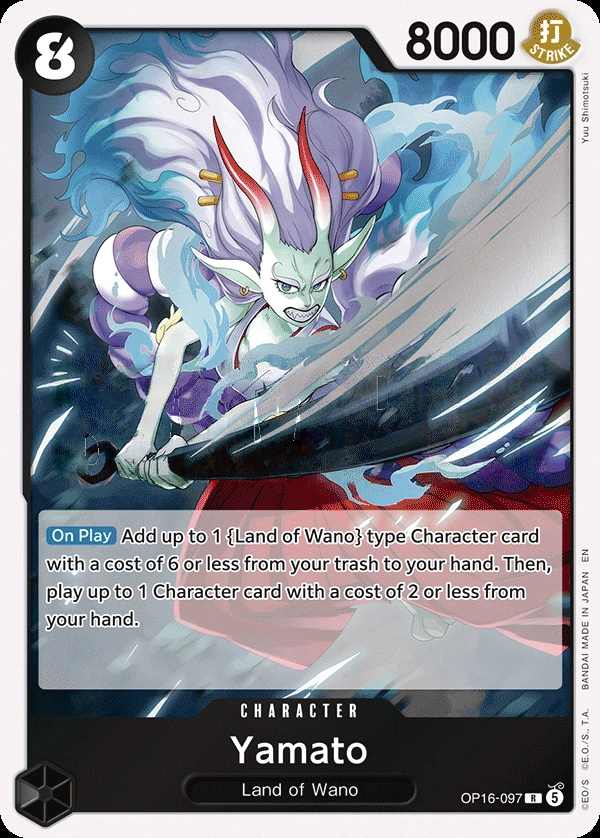 8
8000
打
STRIKE
Yuu Shimotsuki
On Play Add up to 1 {Land of Wano} type Character card
with a cost of 6 or less from your trash to your hand. Then,
play up to 1 Character card with a cost of 2 or less from
your hand.
CHARACTER
Yamato
Land of Wano
OP16-097 R 5
©EO/S ©E.O./S., T.A. BANDAI MADE IN JAPAN EN